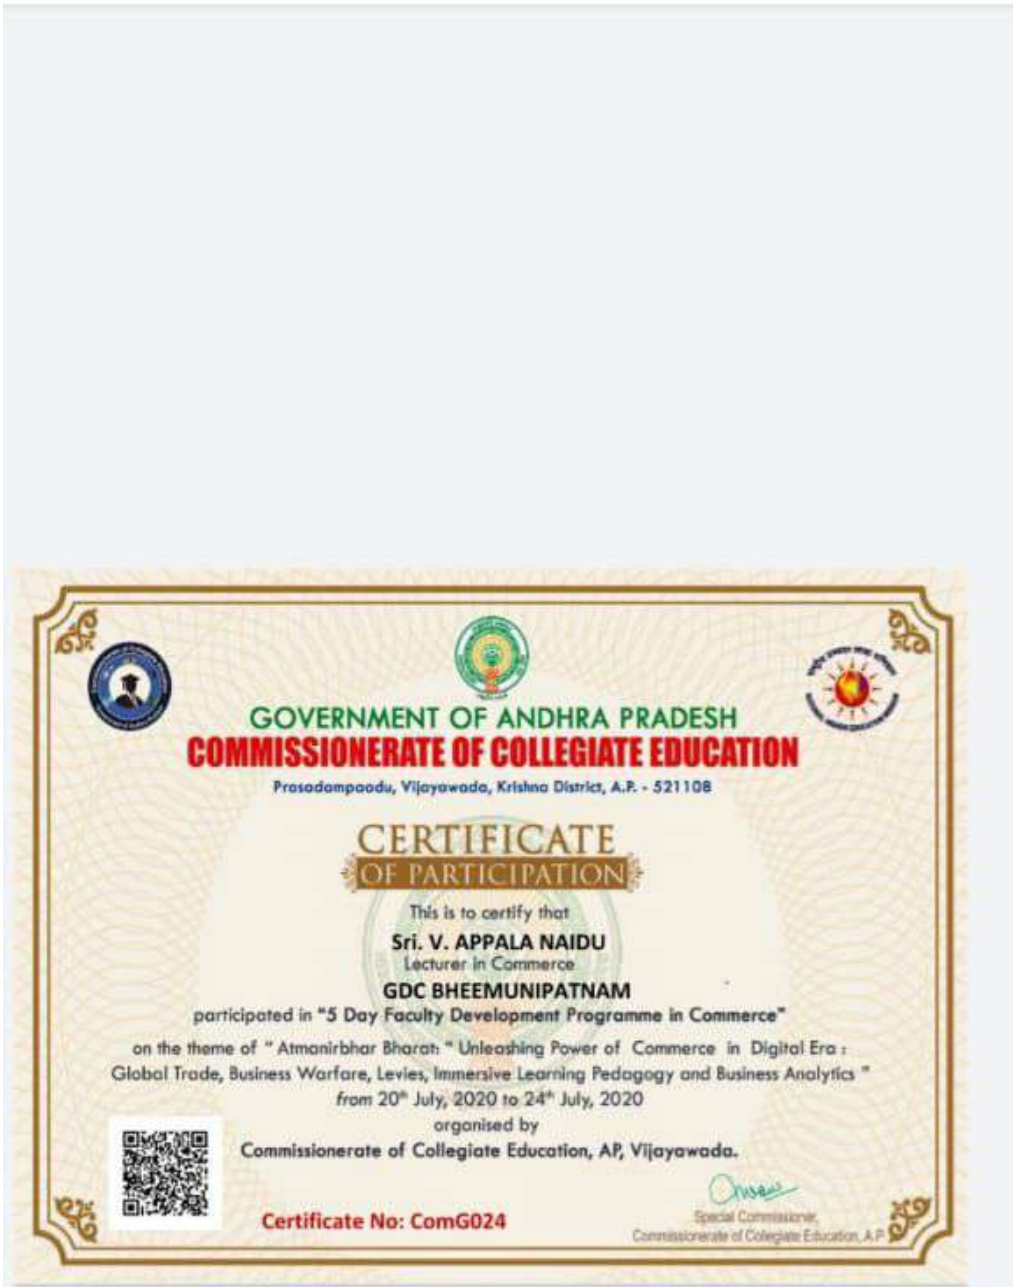 GOVERNMENT OF ANDHRA PRADESH
COMMISSIONERATE OF COLLEGIATE EDUCATION
Prasadampaadu, Vijayawada, Krishna District, A.P. - 521108
CERTIFICATE
OF PARTICIPATION
This is to certify that
Sri. V. APPALA NAIDU
Lecturer in Commerce
GDC BHEEMUNIPATNAM
participated in "5 Day Faculty Development Programme in Commerce"
on the theme of " Atmanirbhar Bharat: " Unleashing Power of Commerce in Digital Era :
Global Trade, Business Warfare, Levies, Immersive Learning Pedagogy and Business Analytics "
from 20th July, 2020 to 24th July, 2020
organised by
Commissionerate of Collegiate Education, AP, Vijayawada.
Special Commissioner,
Commissionerate of Collegiate Education, A.P
Certificate No: ComG024